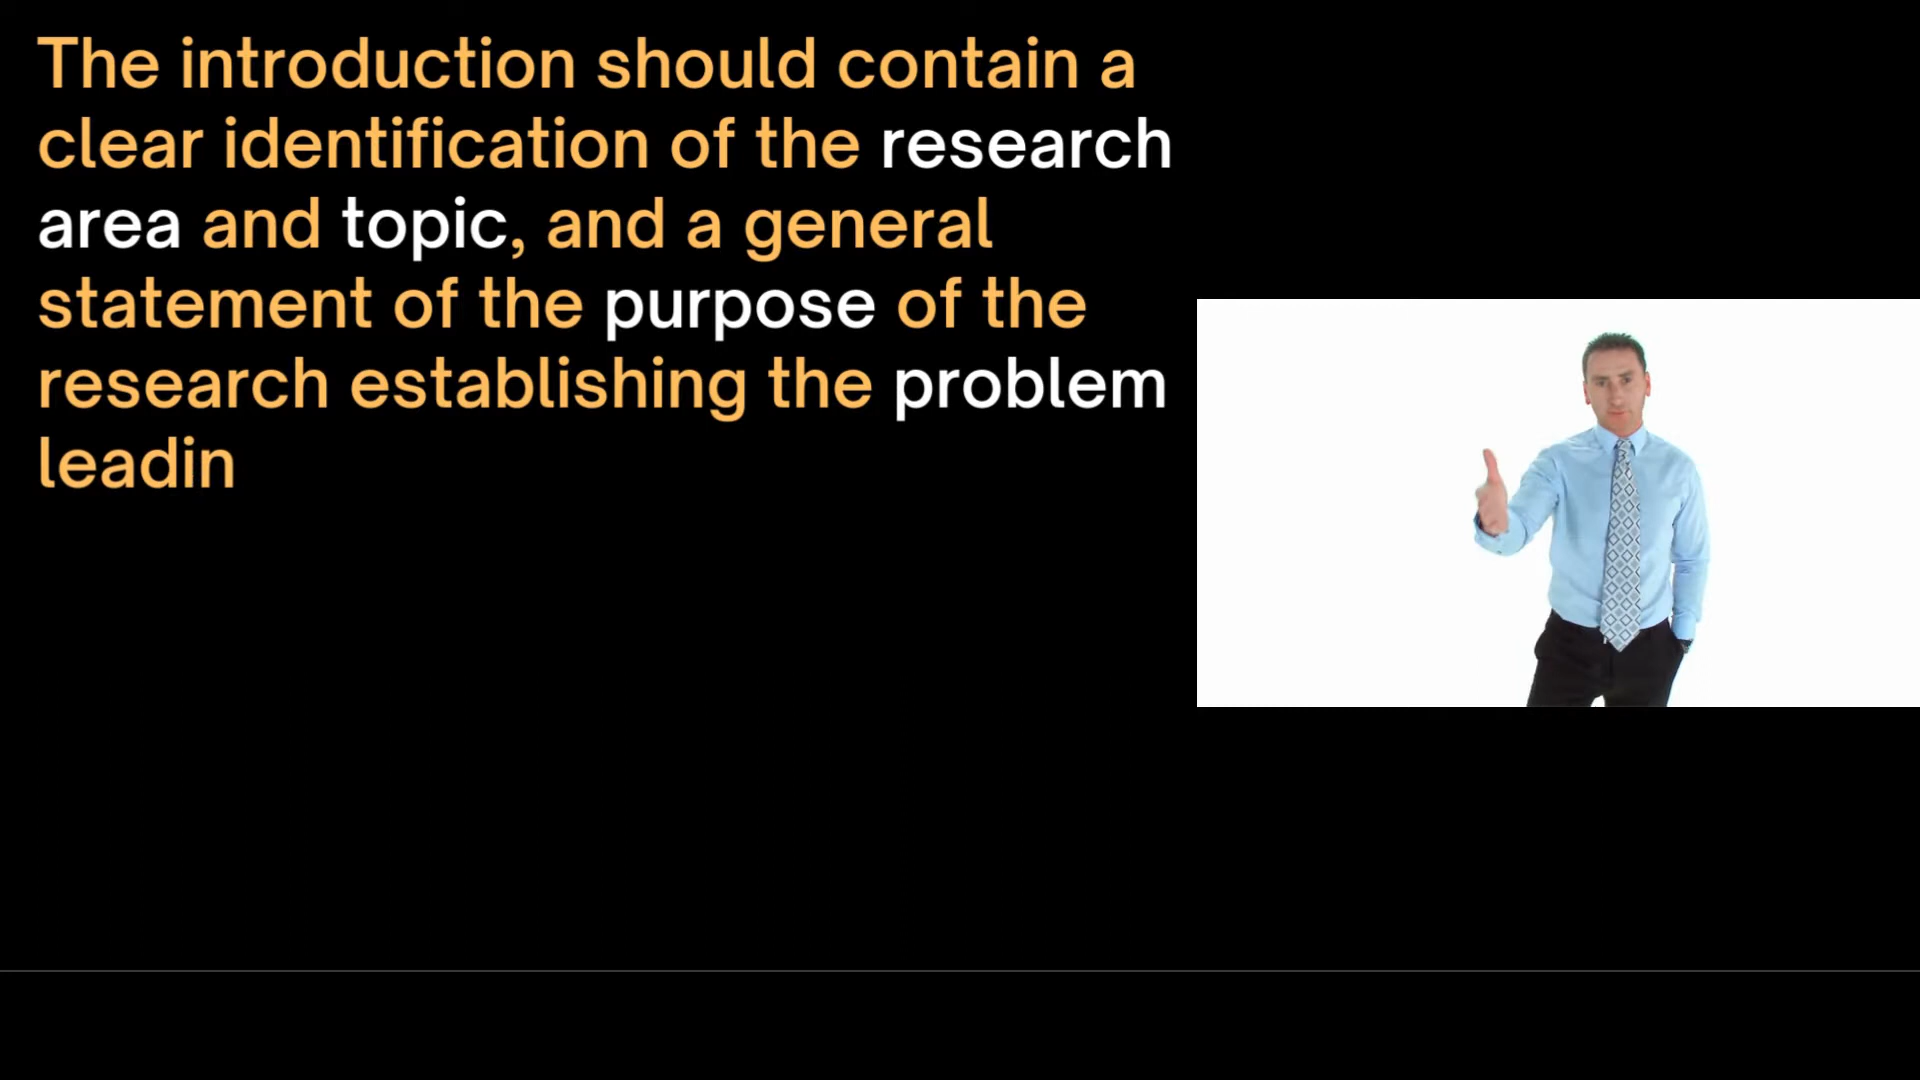 The introduction should contain a
clear identification of the research
area and topic, and a general
statement of the purpose of the
research establishing the problem
leadin